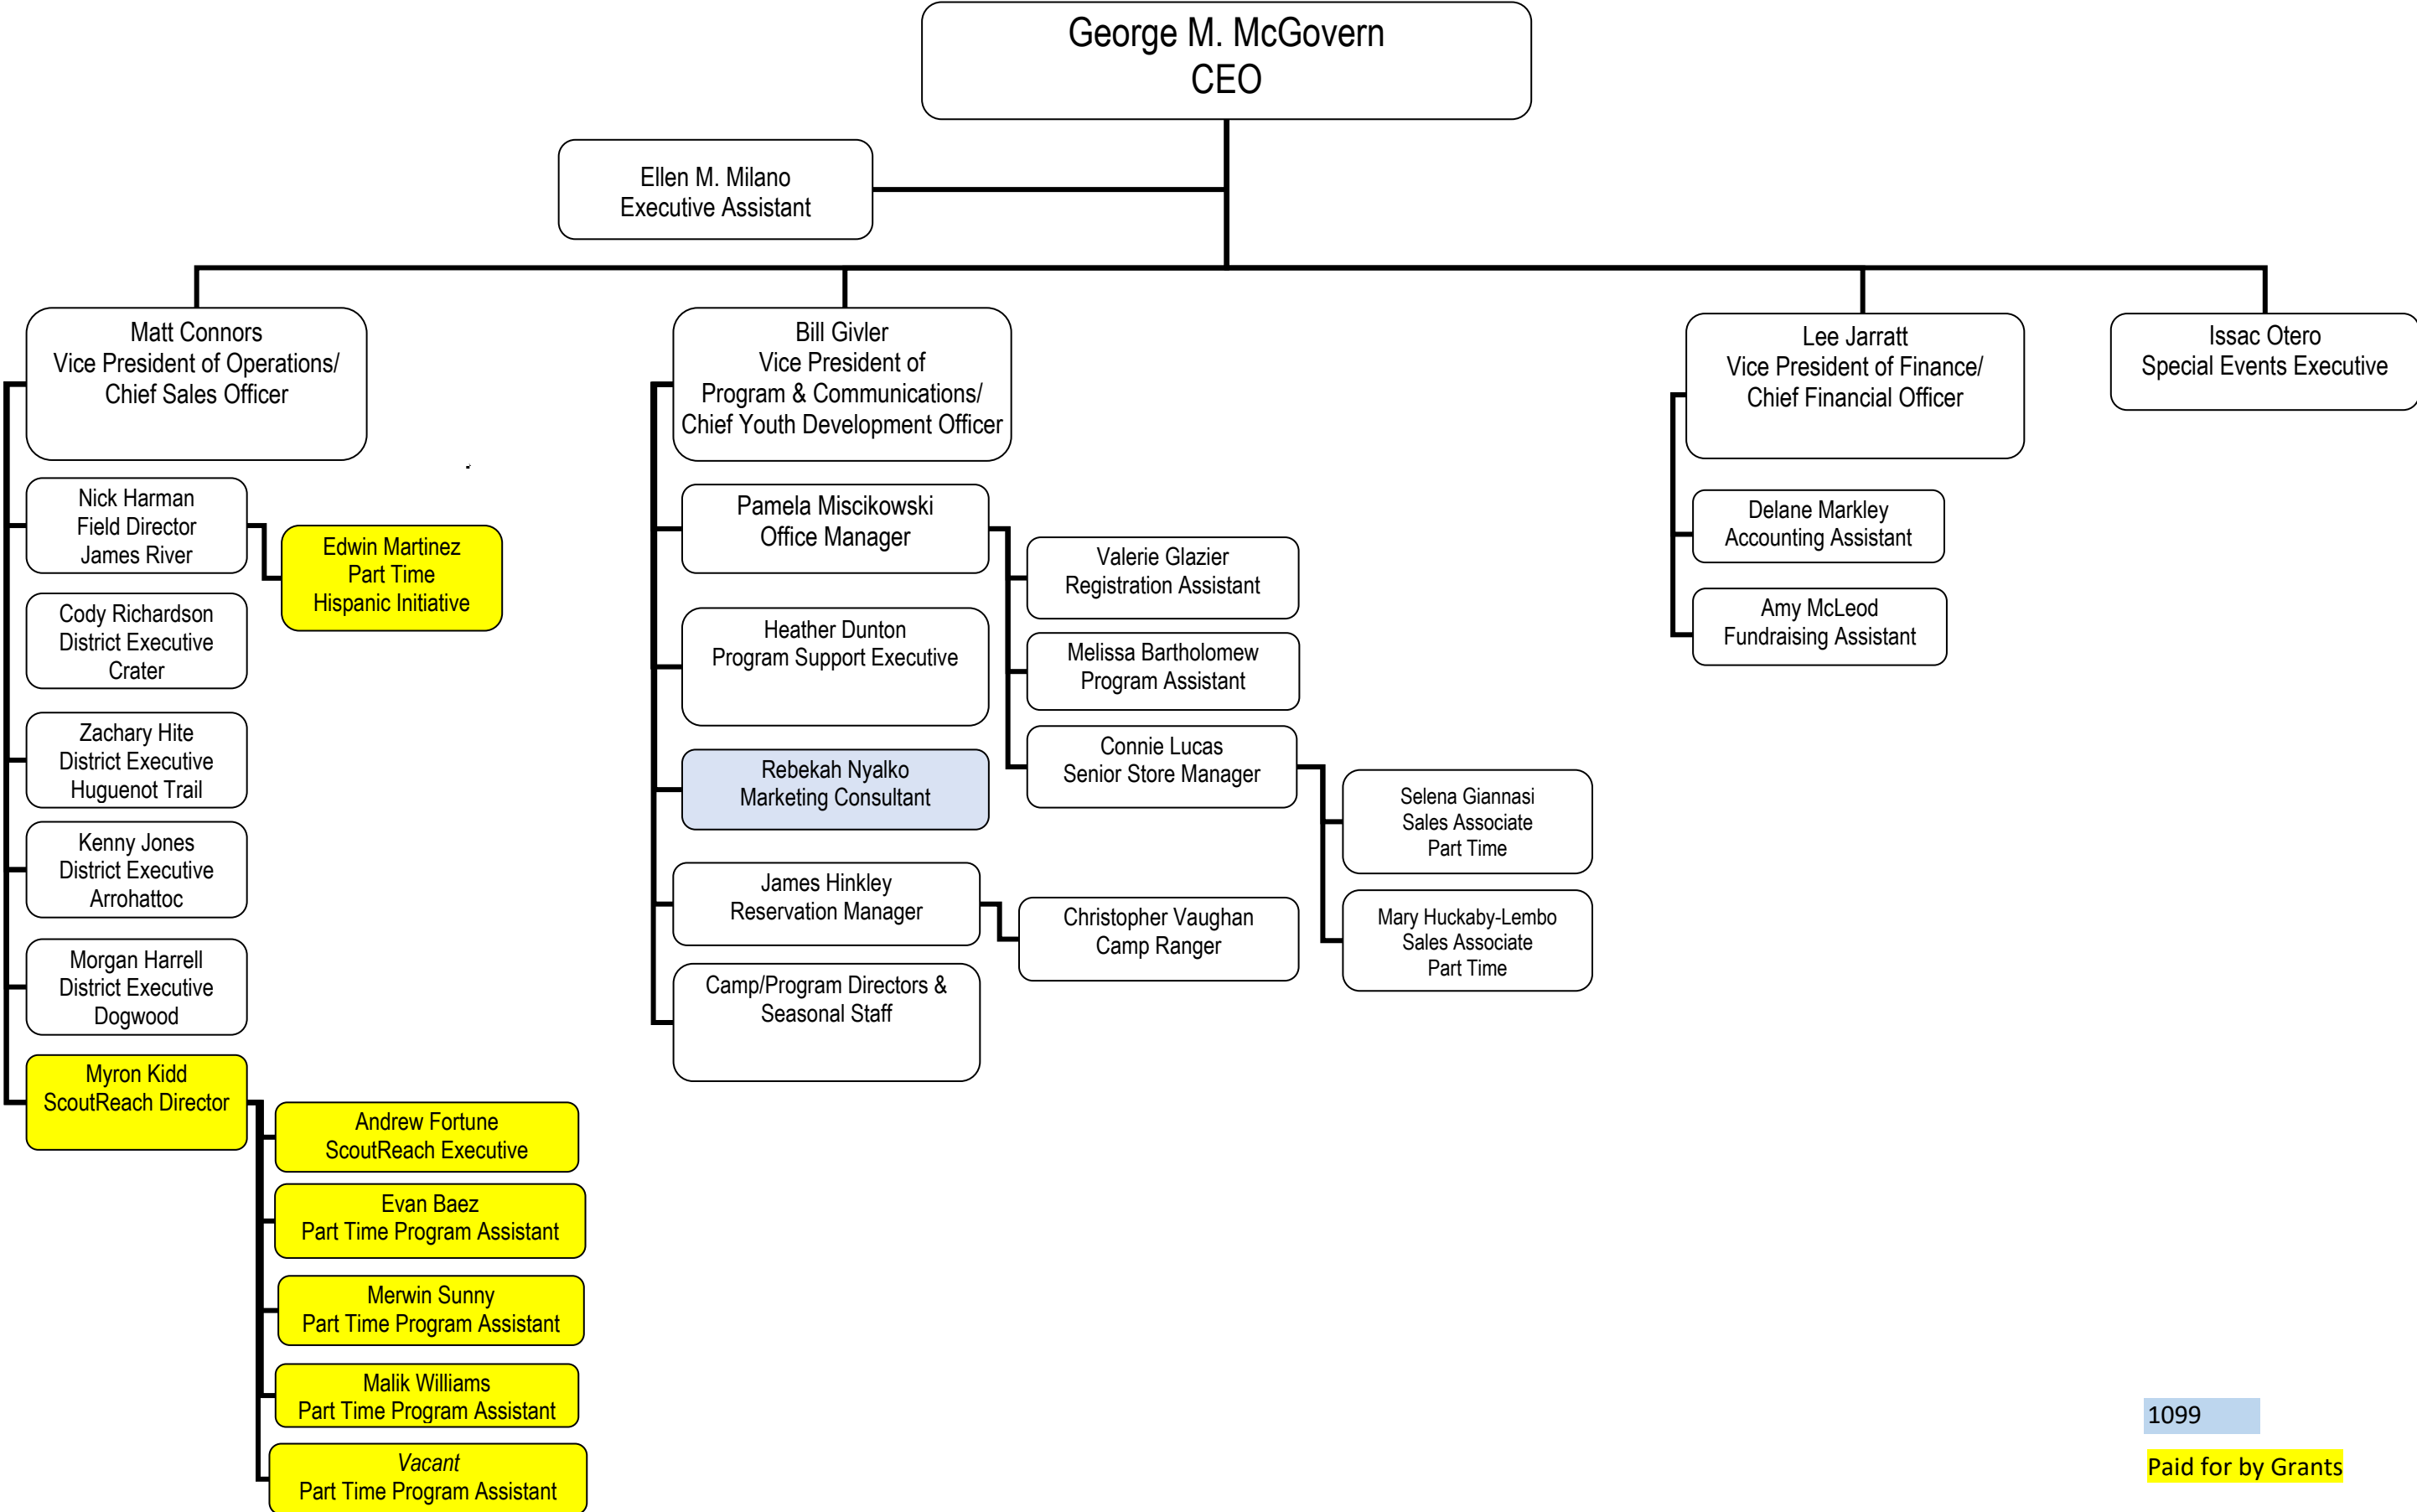 George M. McGovern
CEO
Ellen M. Milano
Executive Assistant
Matt Connors
Vice President of Operations/
Chief Sales Officer
Nick Harman
Field Director
James River
Edwin Martinez
Part Time
Hispanic Initiative
Cody Richardson
District Executive
Crater
Zachary Hite
District Executive
Huguenot Trail
Kenny Jones
District Executive
Arrohattoc
Morgan Harrell
District Executive
Dogwood
Myron Kidd
ScoutReach Director
Andrew Fortune
ScoutReach Executive
Evan Baez
Part Time Program Assistant
Merwin Sunny
Part Time Program Assistant
Malik Williams
Part Time Program Assistant
Vacant
Part Time Program Assistant
Bill Givler
Vice President of
Program & Communications/
Chief Youth Development Officer
Pamela Miscikowski
Office Manager
Valerie Glazier
Registration Assistant
Melissa Bartholomew
Program Assistant
Connie Lucas
Senior Store Manager
Selena Giannasi
Sales Associate
Part Time
Mary Huckaby-Lembo
Sales Associate
Part Time
Heather Dunton
Program Support Executive
Rebekah Nyalko
Marketing Consultant
James Hinkley
Reservation Manager
Christopher Vaughan
Camp Ranger
Camp/Program Directors &
Seasonal Staff
Lee Jarratt
Vice President of Finance/
Chief Financial Officer
Delane Markley
Accounting Assistant
Amy McLeod
Fundraising Assistant
Issac Otero
Special Events Executive
1099
Paid for by Grants